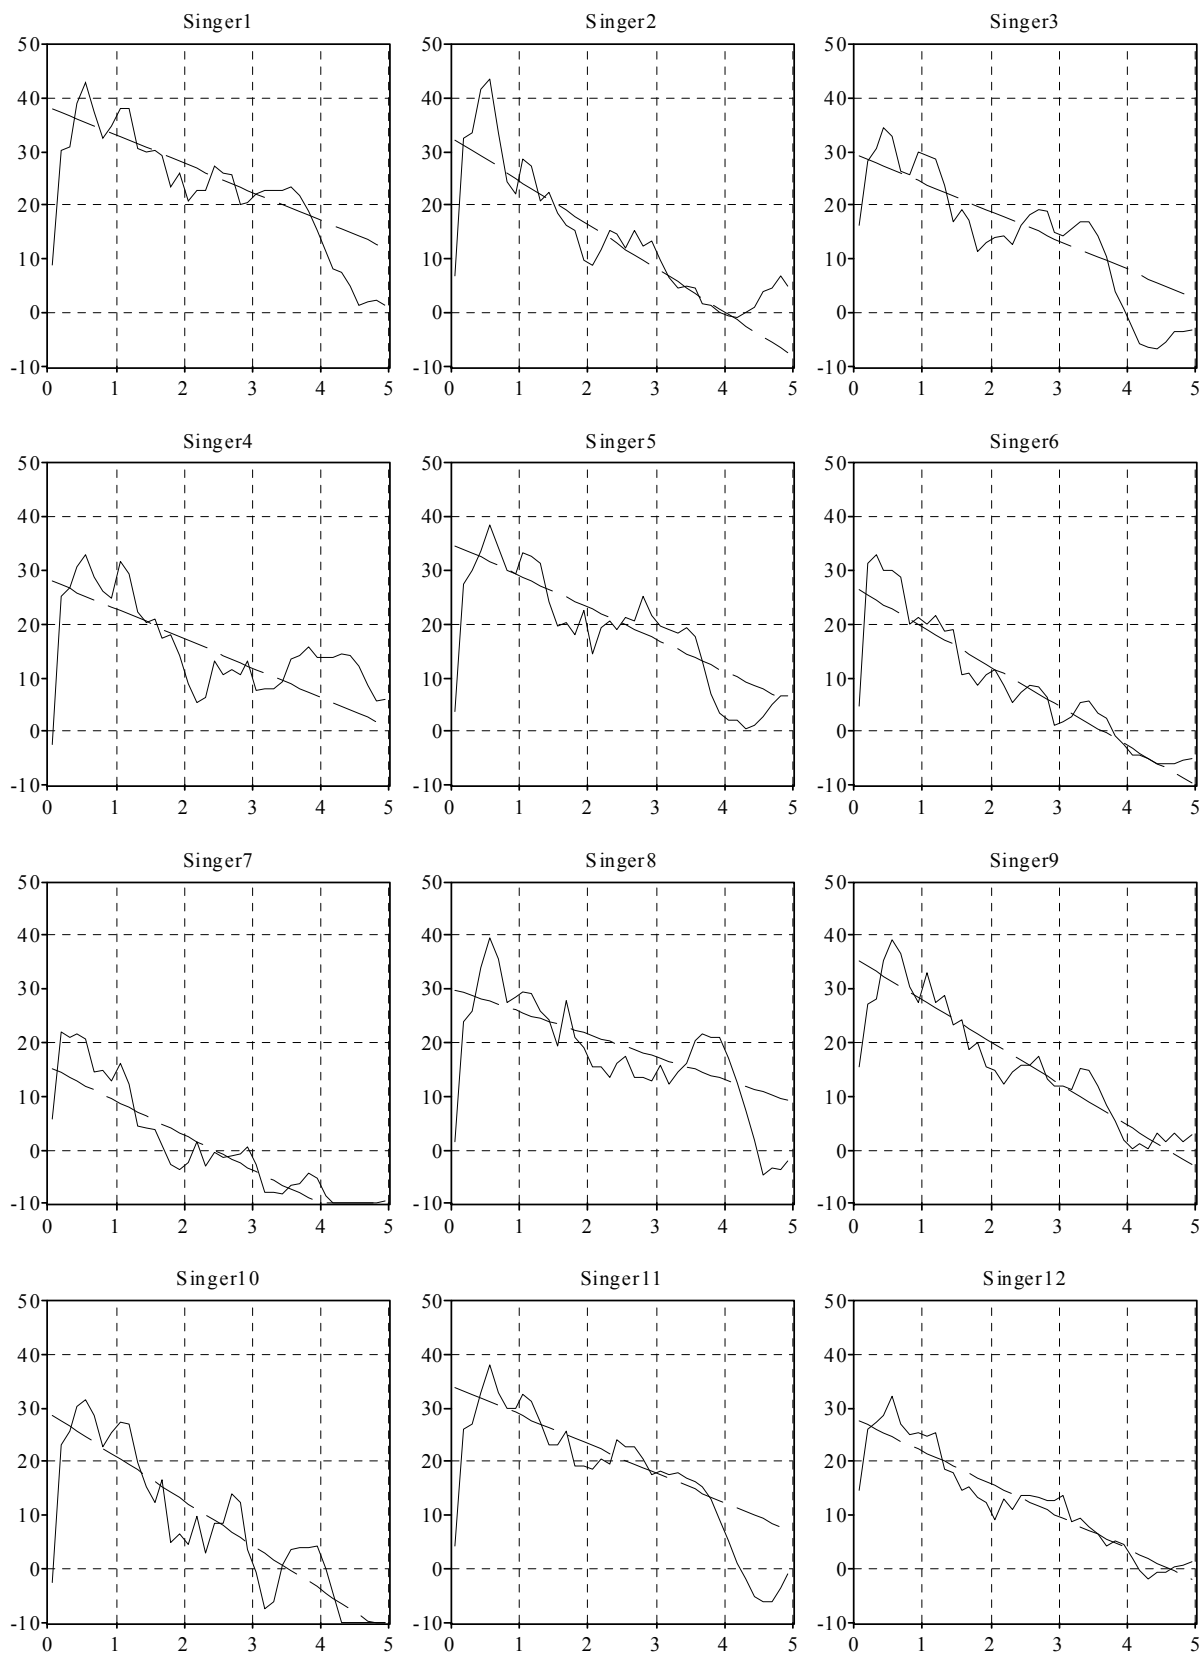 Singer1 Singer2 Singer3
50 50 50
40 40 40
30 30 30
20 20 20
10 10 10
0 0 0
-10 -10 -10
0 1 2 3 4 5 0 1 2 3 4 5 0 1 2 3 4 5
Singer4 Singer5 Singer6
50 50 50
40 40 40
30 30 30
20 20 20
10 10 10
0 0 0
-10 -10 -10
0 1 2 3 4 5 0 1 2 3 4 5 0 1 2 3 4 5
Singer7 Singer8 Singer9
50 50 50
40 40 40
30 30 30
20 20 20
10 10 10
0 0 0
-10 -10 -10
0 1 2 3 4 5 0 1 2 3 4 5 0 1 2 3 4 5
Singer10 Singer11 Singer12
50 50 50
40 40 40
30 30 30
20 20 20
10 10 10
0 0 0
-10 -10 -10
0 1 2 3 4 5 0 1 2 3 4 5 0 1 2 3 4 5